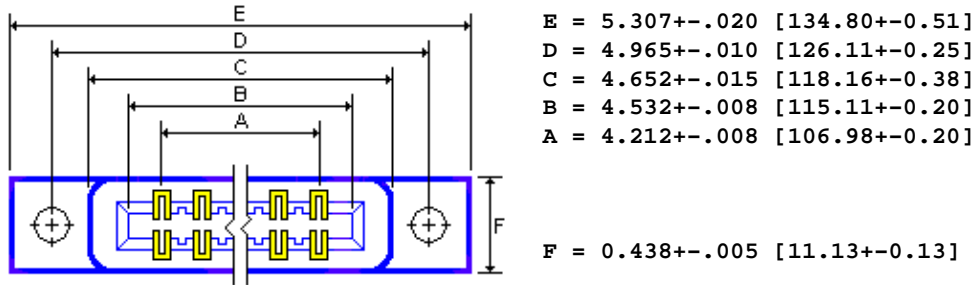 E
D
C
B
A
F
E = 5.307+-.020 [134.80+-0.51]
D = 4.965+-.010 [126.11+-0.25]
C = 4.652+-.015 [118.16+-0.38]
B = 4.532+-.008 [115.11+-0.20]
A = 4.212+-.008 [106.98+-0.20]
F = 0.438+-.005 [11.13+-0.13]